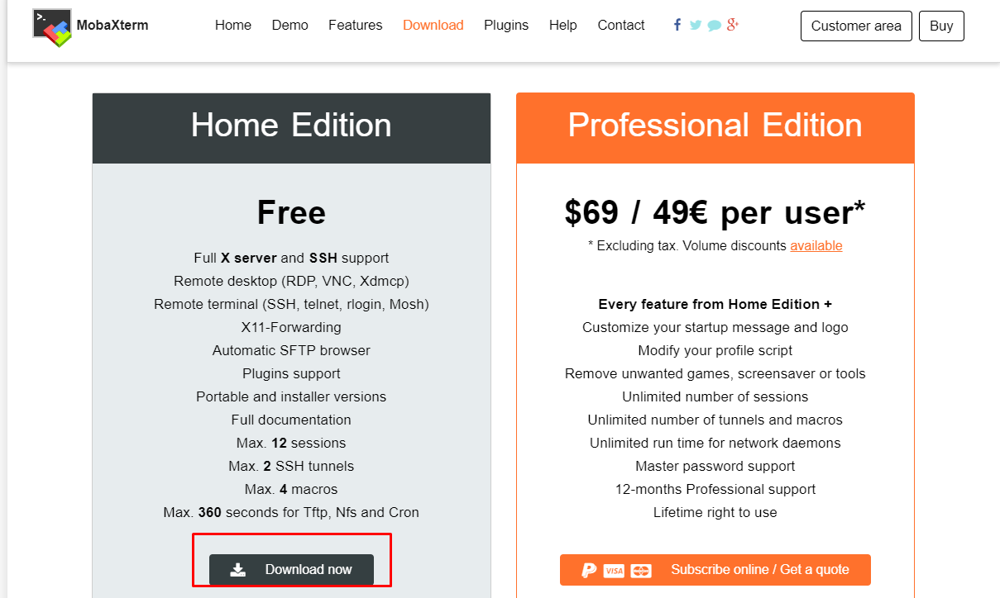 >_
MobaXterm
Home Demo Features Download Plugins Help Contact
Customer area
Buy
Home Edition
Free
Full X server and SSH support
Remote desktop (RDP, VNC, Xdmcp)
Remote terminal (SSH, telnet, rlogin, Mosh)
X11-Forwarding
Automatic SFTP browser
Plugins support
Portable and installer versions
Full documentation
Max. 12 sessions
Max. 2 SSH tunnels
Max. 4 macros
Max. 360 seconds for Tftp, Nfs and Cron
Download now
Professional Edition
$69 / 49€ per user*
* Excluding tax. Volume discounts available
Every feature from Home Edition +
Customize your startup message and logo
Modify your profile script
Remove unwanted games, screensaver or tools
Unlimited number of sessions
Unlimited number of tunnels and macros
Unlimited run time for network daemons
Master password support
12-months Professional support
Lifetime right to use
VISA Subscribe online / Get a quote